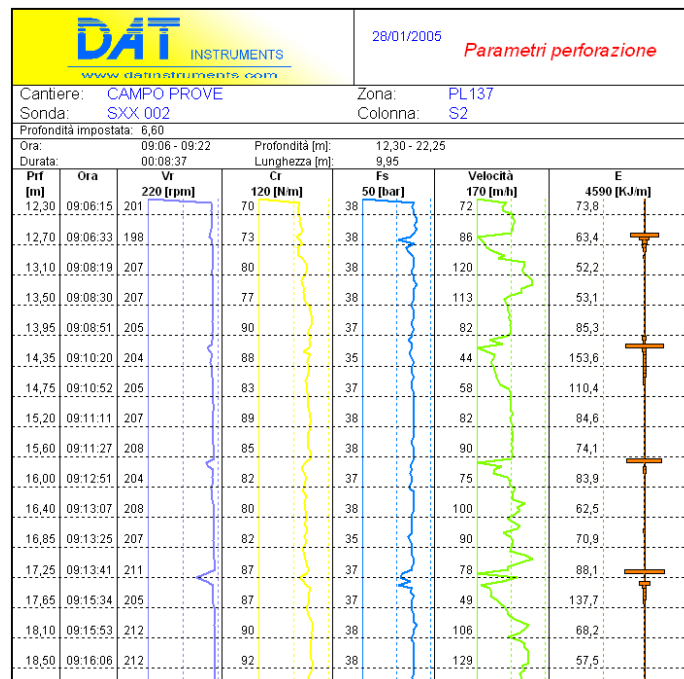 DAT INSTRUMENTS
www.datinstruments.com
28/01/2005
Parametri perforazione
Cantiere: CAMPO PROVE Zona: PL137
Sonda: SXX 002 Colonna: S2
Profondità impostata: 6,60
Ora: 09:06 - 09:22 Profondità [m]: 12,30 - 22,25
Durata: 00:08:37 Lunghezza [m]: 9,95
Prf Ora Vr Cr Fs Velocità E
[m] 220 [rpm] 120 [N/m] 50 [bar] 170 [m/h] 4590 [KJ/m]
12,30 09:06:15 201 70 38 72 73,8
12,70 09:06:33 198 73 38 86 63,4
13,10 09:08:19 207 80 38 120 52,2
13,50 09:08:30 207 77 38 113 53,1
13,95 09:08:51 205 90 37 82 85,3
14,35 09:10:20 204 88 35 44 153,6
14,75 09:10:52 205 83 37 58 110,4
15,20 09:11:11 207 89 38 82 84,6
15,60 09:11:27 208 85 38 90 74,1
16,00 09:12:51 204 82 37 75 83,9
16,40 09:13:07 208 80 38 100 62,5
16,85 09:13:25 207 82 35 90 70,9
17,25 09:13:41 211 87 38 78 88,1
17,65 09:15:34 205 87 37 49 137,7
18,10 09:15:53 212 90 38 106 68,2
18,50 09:16:06 212 92 38 129 57,5